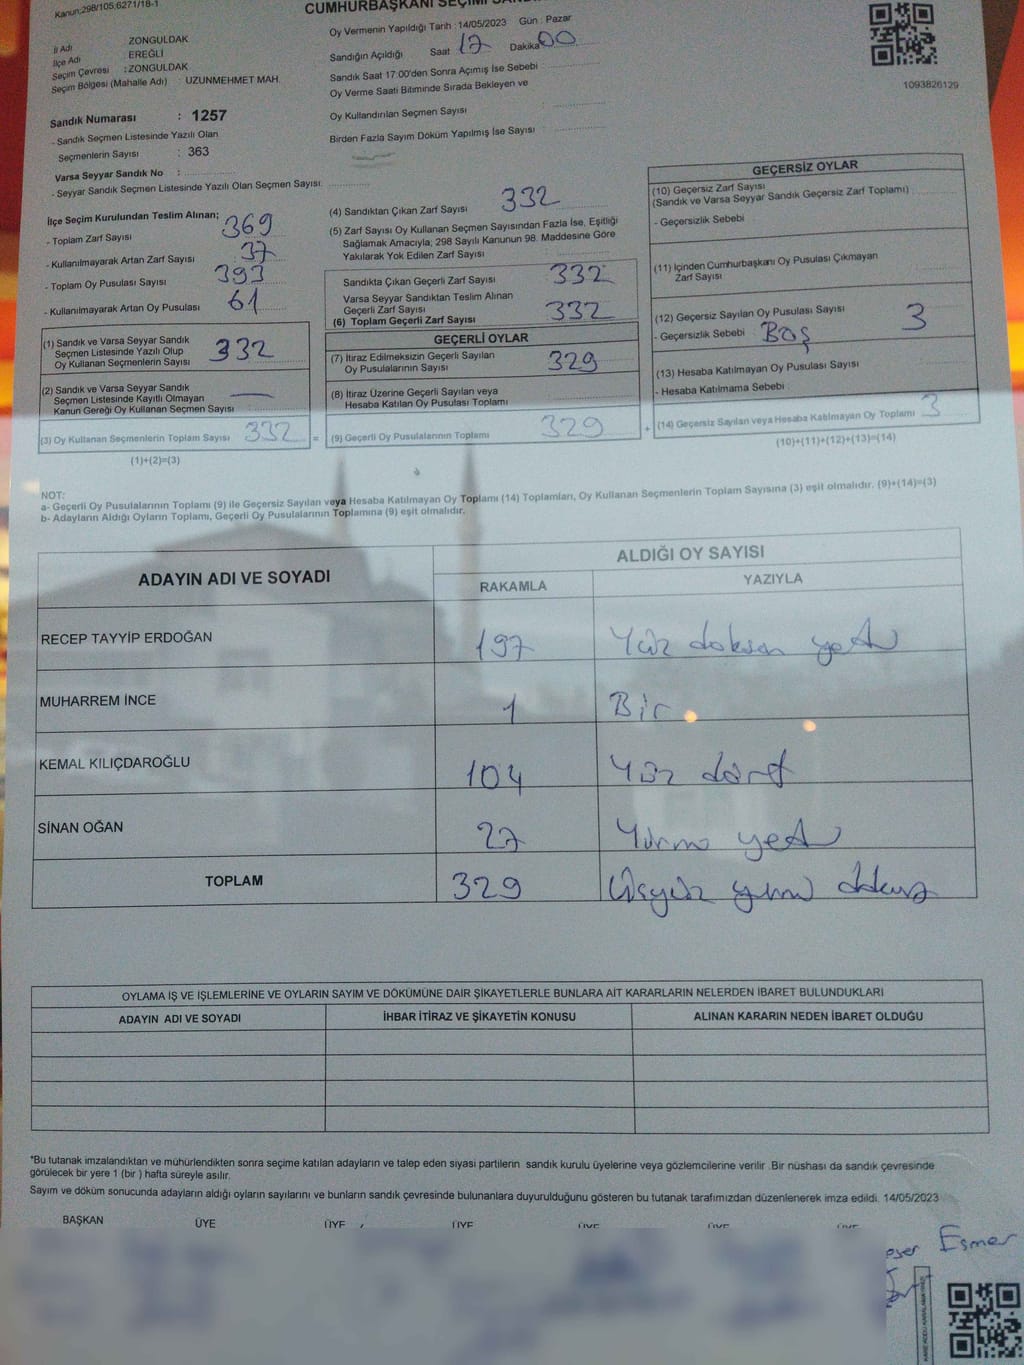 Kanun;298/105,6271/18-1
CUMHURBAŞKANI SEÇİMİ
İl Adı ZONGULDAK
İlçe Adı : EREĞLİ
Seçim Çevresi : ZONGULDAK
Seçim Bölgesi (Mahalle Adı) : UZUNMEHMET MAH.
Sandık Numarası : 1257
- Sandık Seçmen Listesinde Yazılı Olan
Seçmenlerin Sayısı : 363
Varsa Seyyar Sandık No :
- Seyyar Sandık Seçmen Listesinde Yazılı Olan Seçmen Sayısı:
Oy Vermenin Yapıldığı Tarih : 14/05/2023 Gün : Pazar
Sandığın Açıldığı Saat 17 Dakika 00
Sandık Saat 17:00'den Sonra Açımış İse Sebebi :
Oy Verme Saati Bitiminde Sırada Bekleyen ve
Oy Kullandırılan Seçmen Sayısı :
Birden Fazla Sayım Döküm Yapılmış İse Sayısı :
1093826129
İlçe Seçim Kurulundan Teslim Alınan;
- Toplam Zarf Sayısı : 369
- Kullanılmayarak Artan Zarf Sayısı : 37
- Toplam Oy Pusulası Sayısı : 393
- Kullanılmayarak Artan Oy Pusulası : 61
(1) Sandık ve Varsa Seyyar Sandık
Seçmen Listesinde Yazılı Olup
Oy Kullanan Seçmenlerin Sayısı : 332
(2) Sandık ve Varsa Seyyar Sandık
Seçmen Listesinde Kayıtlı Olmayan
Kanun Gereği Oy Kullanan Seçmen Sayısı : —
(3) Oy Kullanan Seçmenlerin Toplam Sayısı 332 =
(1)+(2)=(3)
(4) Sandıktan Çıkan Zarf Sayısı : 332
(5) Zarf Sayısı Oy Kullanan Seçmen Sayısından Fazla İse, Eşitliği
Sağlamak Amacıyla; 298 Sayılı Kanunun 98. Maddesine Göre
Yakılarak Yok Edilen Zarf Sayısı :
Sandıkta Çıkan Geçerli Zarf Sayısı : 332
Varsa Seyyar Sandıktan Teslim Alınan
Geçerli Zarf Sayısı :
(6) Toplam Geçerli Zarf Sayısı : 332
GEÇERLİ OYLAR
(7) İtiraz Edilmeksizin Geçerli Sayılan
Oy Pusulalarının Sayısı : 329
(8) İtiraz Üzerine Geçerli Sayılan veya
Hesaba Katılan Oy Pusulası Toplamı :
(9) Geçerli Oy Pusulalarının Toplamı 329 +
GEÇERSİZ OYLAR
(10) Geçersiz Zarf Sayısı
(Sandık ve Varsa Seyyar Sandık Geçersiz Zarf Toplamı) :
- Geçersizlik Sebebi
(11) İçinden Cumhurbaşkanı Oy Pusulası Çıkmayan
Zarf Sayısı
(12) Geçersiz Sayılan Oy Pusulası Sayısı : 3
- Geçersizlik Sebebi : BOŞ
(13) Hesaba Katılmayan Oy Pusulası Sayısı :
- Hesaba Katılmama Sebebi
(14) Geçersiz Sayılan veya Hesaba Katılmayan Oy Toplamı : 3
(10)+(11)+(12)+(13)=(14)
NOT:
a- Geçerli Oy Pusulalarının Toplamı (9) ile Geçersiz Sayılan veya Hesaba Katılmayan Oy Toplamı (14) Toplamları, Oy Kullanan Seçmenlerin Toplam Sayısına (3) eşit olmalıdır. (9)+(14)=(3)
b- Adayların Aldığı Oyların Toplamı, Geçerli Oy Pusulalarının Toplamına (9) eşit olmalıdır.
ADAYIN ADI VE SOYADI
ALDIĞI OY SAYISI
RAKAMLA YAZIYLA
RECEP TAYYİP ERDOĞAN 197 Yüz doksan yedi
MUHARREM İNCE 1 Bir
KEMAL KILIÇDAROĞLU 104 Yüz dört
SİNAN OĞAN 27 Yirmi yedi
TOPLAM 329 Üçyüz yirmi dokuz
OYLAMA İŞ VE İŞLEMLERİNE VE OYLARIN SAYIM VE DÖKÜMÜNE DAİR ŞİKAYETLERLE BUNLARA AİT KARARLARIN NELERDEN İBARET BULUNDUKLARI
ADAYIN ADI VE SOYADI İHBAR İTİRAZ VE ŞİKAYETİN KONUSU ALINAN KARARIN NEDEN İBARET OLDUĞU
*Bu tutanak imzalandıktan ve mühürlendikten sonra seçime katılan adayların ve talep eden siyasi partilerin sandık kurulu üyelerine veya gözlemcilerine verilir. Bir nüshası da sandık çevresinde
görülecek bir yere 1 (bir ) hafta süreyle asılır.
Sayım ve döküm sonucunda adayların aldığı oyların sayılarını ve bunların sandık çevresinde bulunanlara duyurulduğunu gösteren bu tutanak tarafımızdan düzenlenerek imza edildi. 14/05/2023
BAŞKAN ÜYE ÜYE ÜYE ÜYE ÜYE ÜYE
Esmer